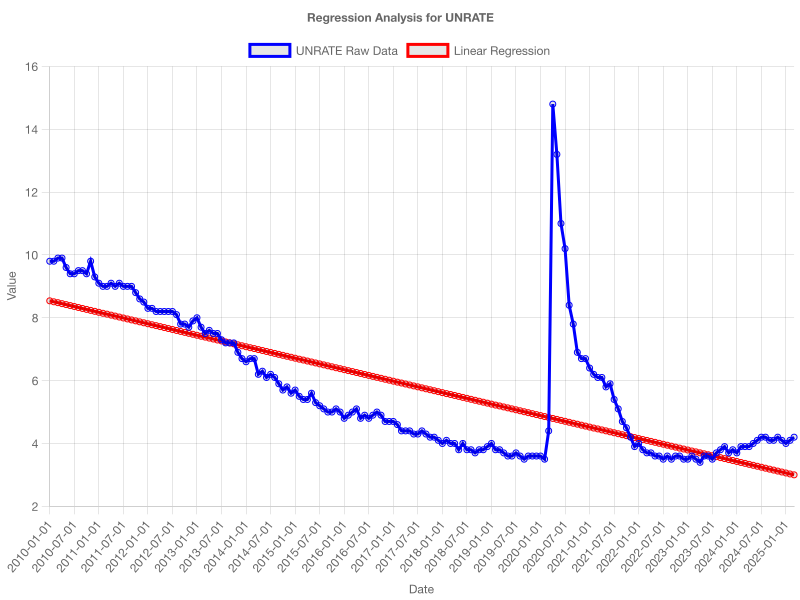 Regression Analysis for UNRATE
UNRATE Raw Data Linear Regression
16
14
12
10
8
6
4
2
Value
2010-01-01 2010-07-01 2011-01-01 2011-07-01 2012-01-01 2012-07-01 2013-01-01 2013-07-01 2014-01-01 2014-07-01 2015-01-01 2015-07-01 2016-01-01 2016-07-01 2017-01-01 2017-07-01 2018-01-01 2018-07-01 2019-01-01 2019-07-01 2020-01-01 2020-07-01 2021-01-01 2021-07-01 2022-01-01 2022-07-01 2023-01-01 2023-07-01 2024-01-01 2024-07-01 2025-01-01
Date